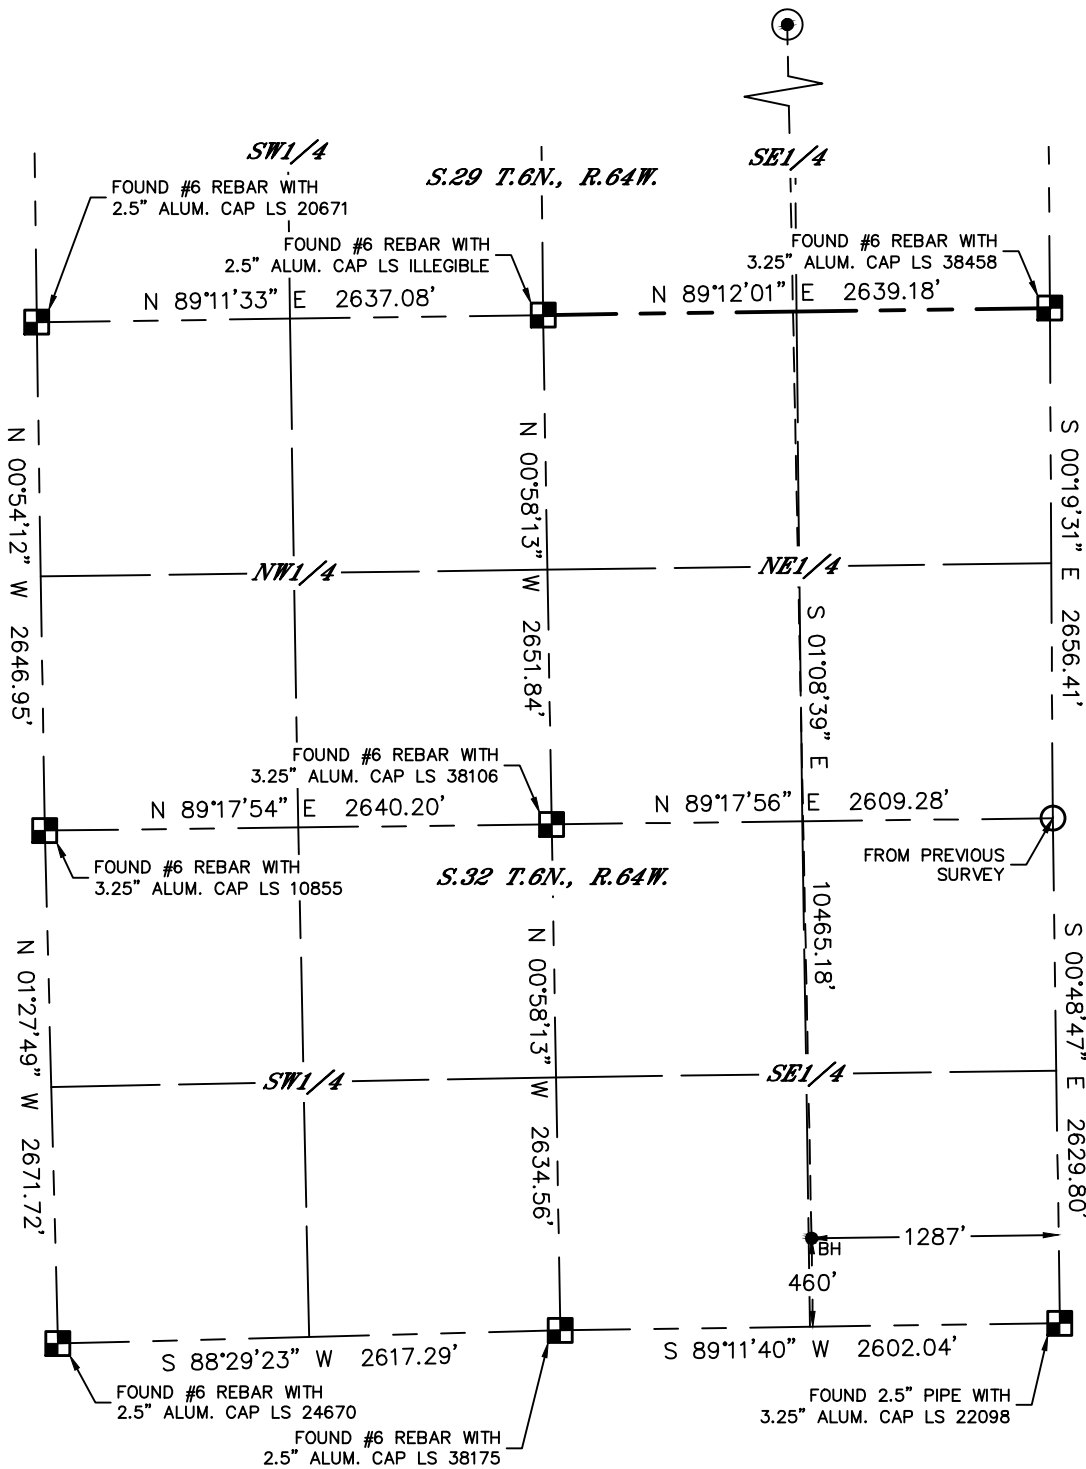 SW1/4
SE1/4
S.29 T.6N., R.64W.
FOUND #6 REBAR WITH
2.5" ALUM. CAP LS 20671
FOUND #6 REBAR WITH
2.5" ALUM. CAP LS ILLEGIBLE
FOUND #6 REBAR WITH
3.25" ALUM. CAP LS 38458
N 89°11'33" E 2637.08'
N 89°12'01" E 2639.18'
N 00°54'12" W 2646.95'
N 00°58'13" W 2651.84'
S 00°19'31" E 2656.41'
NW1/4
NE1/4
S 01°08'39" E 10465.18'
FOUND #6 REBAR WITH
3.25" ALUM. CAP LS 38106
N 89°17'54" E 2640.20'
N 89°17'56" E 2609.28'
FOUND #6 REBAR WITH
3.25" ALUM. CAP LS 10855
S.32 T.6N., R.64W.
FROM PREVIOUS
SURVEY
N 01°27'49" W 2671.72'
N 00°58'13" W 2634.56'
S 00°48'47" E 2629.80'
SW1/4
SE1/4
BH
1287'
460'
S 88°29'23" W 2617.29'
S 89°11'40" W 2602.04'
FOUND #6 REBAR WITH
2.5" ALUM. CAP LS 24670
FOUND #6 REBAR WITH
2.5" ALUM. CAP LS 38175
FOUND 2.5" PIPE WITH
3.25" ALUM. CAP LS 22098